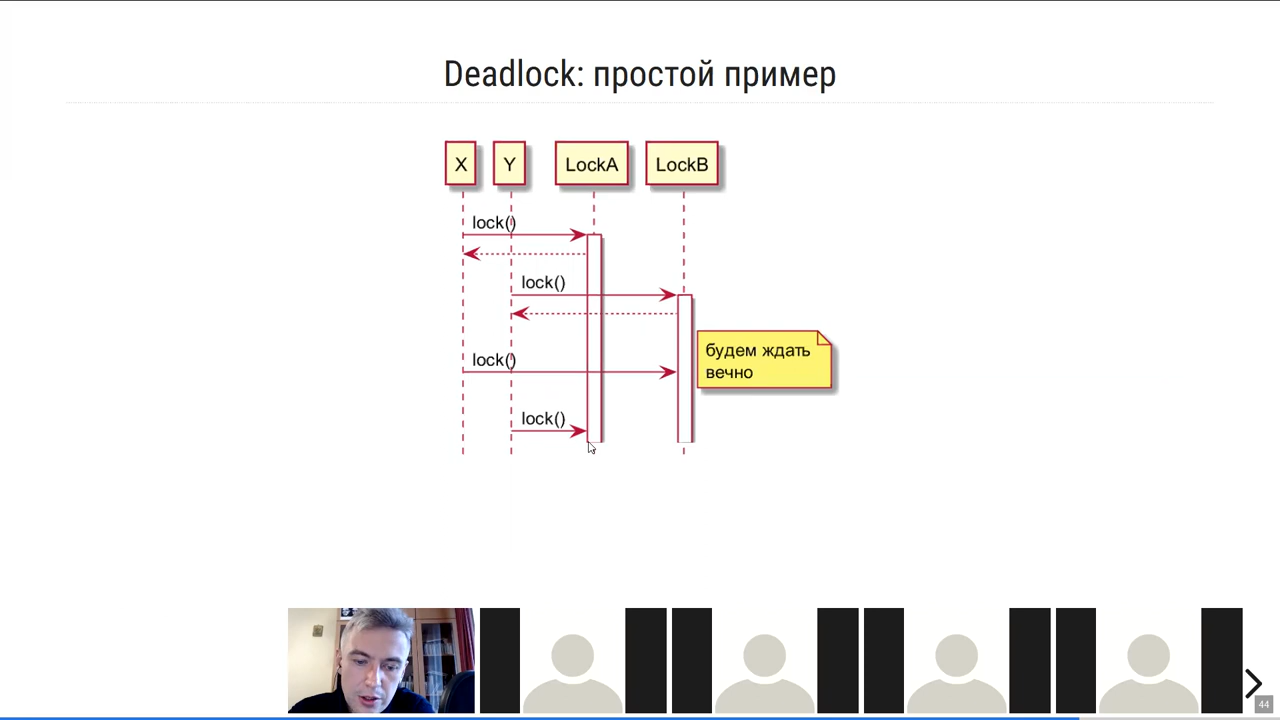 Deadlock: простой пример
X
Y
LockA
LockB
lock()
lock()
будем ждать
вечно
lock()
lock()
44